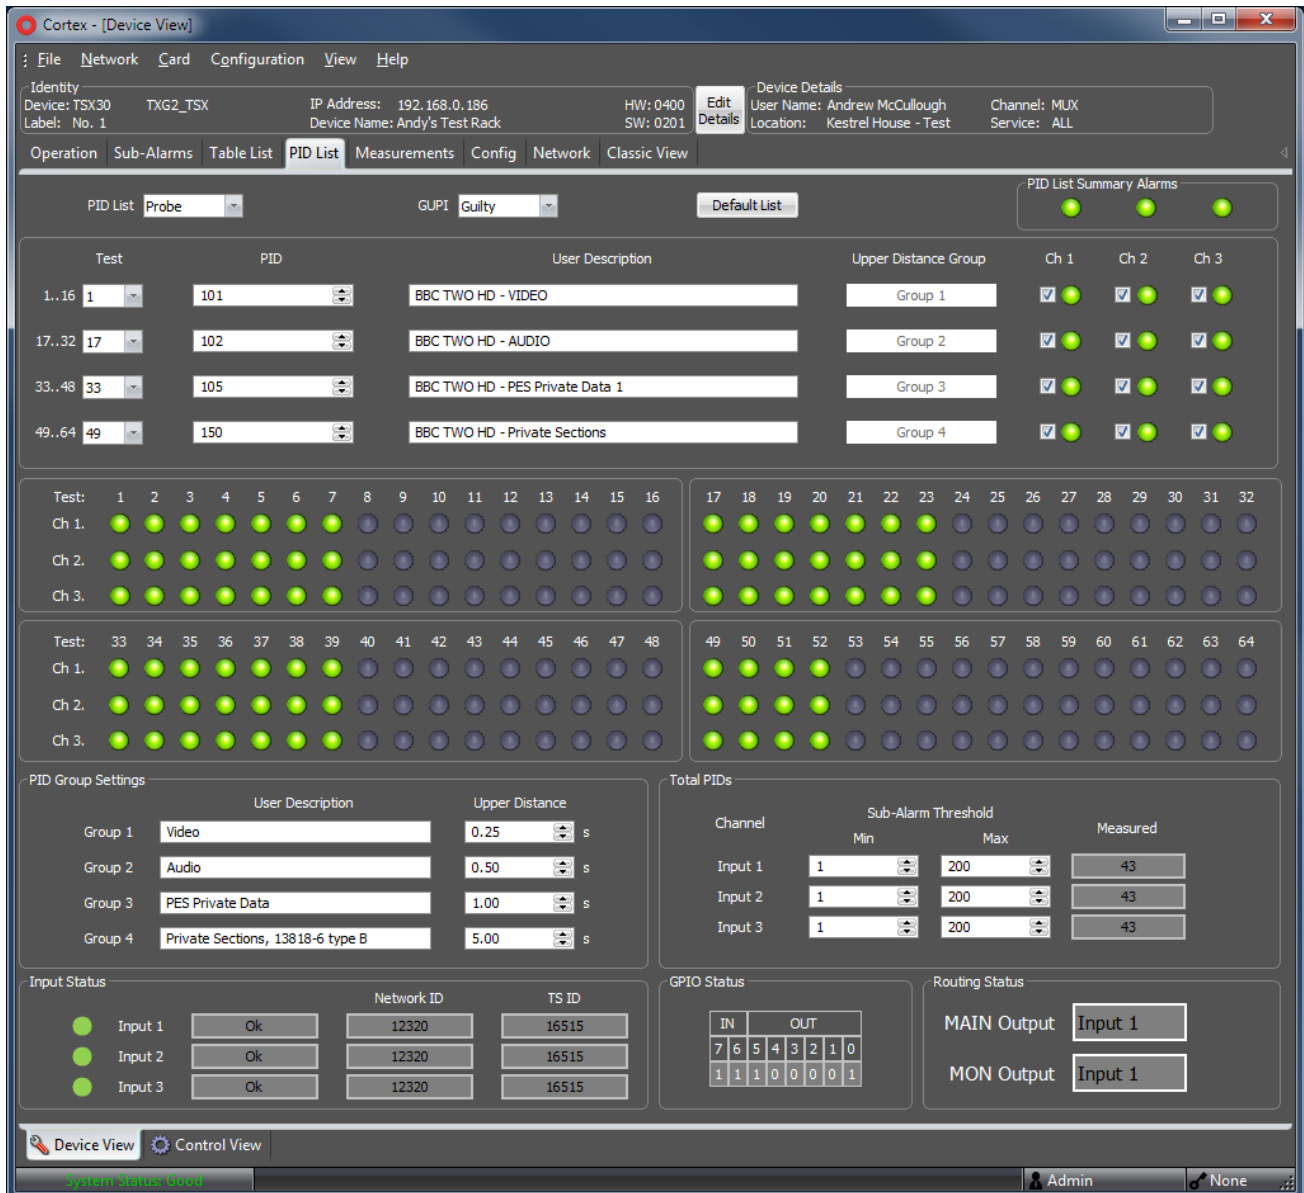 Cortex - [Device View]
File Network Card Configuration View Help
Identity
Device: TSX30 TXG2_TSX IP Address: 192.168.0.186 HW: 0400
Label: No. 1 Device Name: Andy's Test Rack SW: 0201
Edit Details
Device Details
User Name: Andrew McCullough Channel: MUX
Location: Kestrel House - Test Service: ALL
Operation Sub-Alarms Table List PID List Measurements Config Network Classic View
PID List Probe GUPI Guilty Default List
PID List Summary Alarms
Test PID User Description Upper Distance Group Ch 1 Ch 2 Ch 3
1..16 1 101 BBC TWO HD - VIDEO Group 1
17..32 17 102 BBC TWO HD - AUDIO Group 2
33..48 33 105 BBC TWO HD - PES Private Data 1 Group 3
49..64 49 150 BBC TWO HD - Private Sections Group 4
Test: 1 2 3 4 5 6 7 8 9 10 11 12 13 14 15 16
Ch 1.
Ch 2.
Ch 3.
17 18 19 20 21 22 23 24 25 26 27 28 29 30 31 32
Test: 33 34 35 36 37 38 39 40 41 42 43 44 45 46 47 48
Ch 1.
Ch 2.
Ch 3.
49 50 51 52 53 54 55 56 57 58 59 60 61 62 63 64
PID Group Settings
User Description Upper Distance
Group 1 Video 0.25 s
Group 2 Audio 0.50 s
Group 3 PES Private Data 1.00 s
Group 4 Private Sections, 13818-6 type B 5.00 s
Total PIDs
Channel Sub-Alarm Threshold Measured
Min Max
Input 1 1 200 43
Input 2 1 200 43
Input 3 1 200 43
Input Status
Network ID TS ID
Input 1 Ok 12320 16515
Input 2 Ok 12320 16515
Input 3 Ok 12320 16515
GPIO Status
IN OUT
7 6 5 4 3 2 1 0
1 1 1 0 0 0 0 1
Routing Status
MAIN Output Input 1
MON Output Input 1
Device View Control View
System Status: Good Admin None